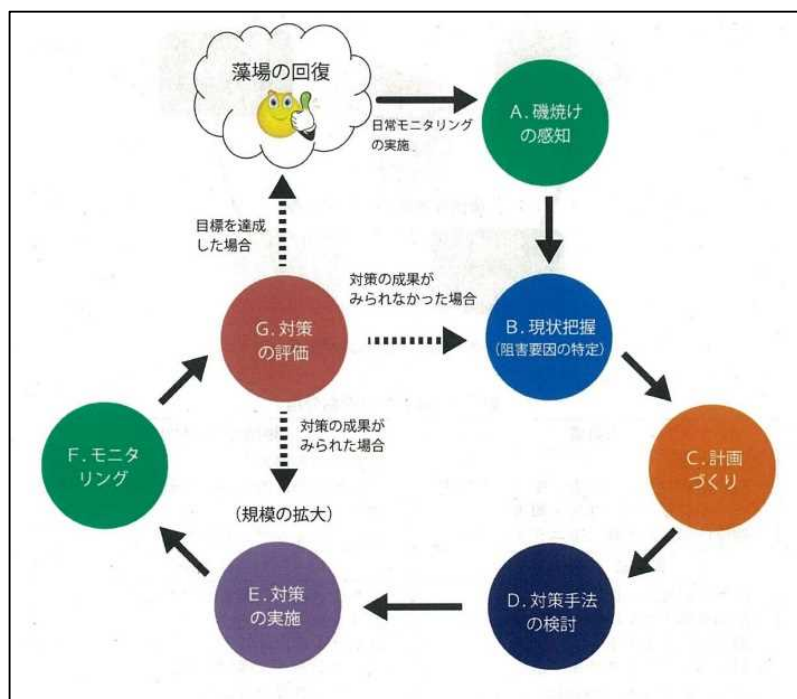 藻場の回復
日常モニタリング
の実施
A. 磯焼け
の感知
目標を達成
した場合
対策の成果が
みられなかった場合
G. 対策
の評価
B. 現状把握
(阻害要因の特定)
対策の成果が
みられた場合
F. モニタ
リング
C. 計画
づくり
(規模の拡大)
E. 対策
の実施
D. 対策手法
の検討